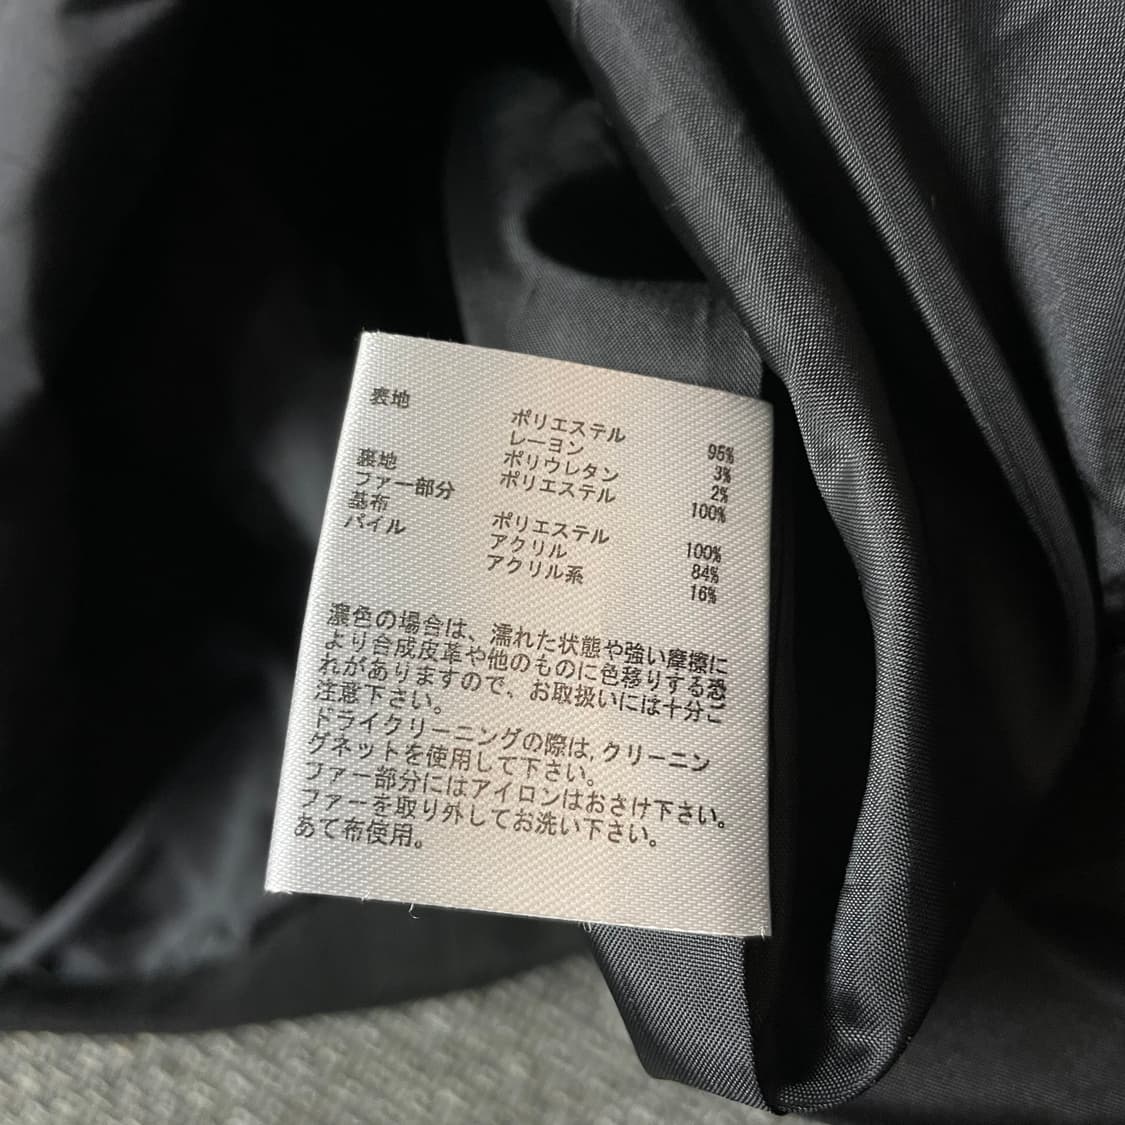 表地 ポリエステル 95%
レーヨン 3%
ポリウレタン 2%
裏地 ポリエステル 100%
ファー部分
基布 ポリエステル 100%
パイル アクリル 84%
アクリル系 16%
濃色の場合は、濡れた状態や強い摩擦に
より合成皮革や他のものに色移りする恐
れがありますので、お取扱いには十分ご
注意下さい。
ドライクリーニングの際は,クリーニン
グネットを使用して下さい。
ファー部分にはアイロンはおさけ下さい。
ファーを取り外してお洗い下さい。
あて布使用。